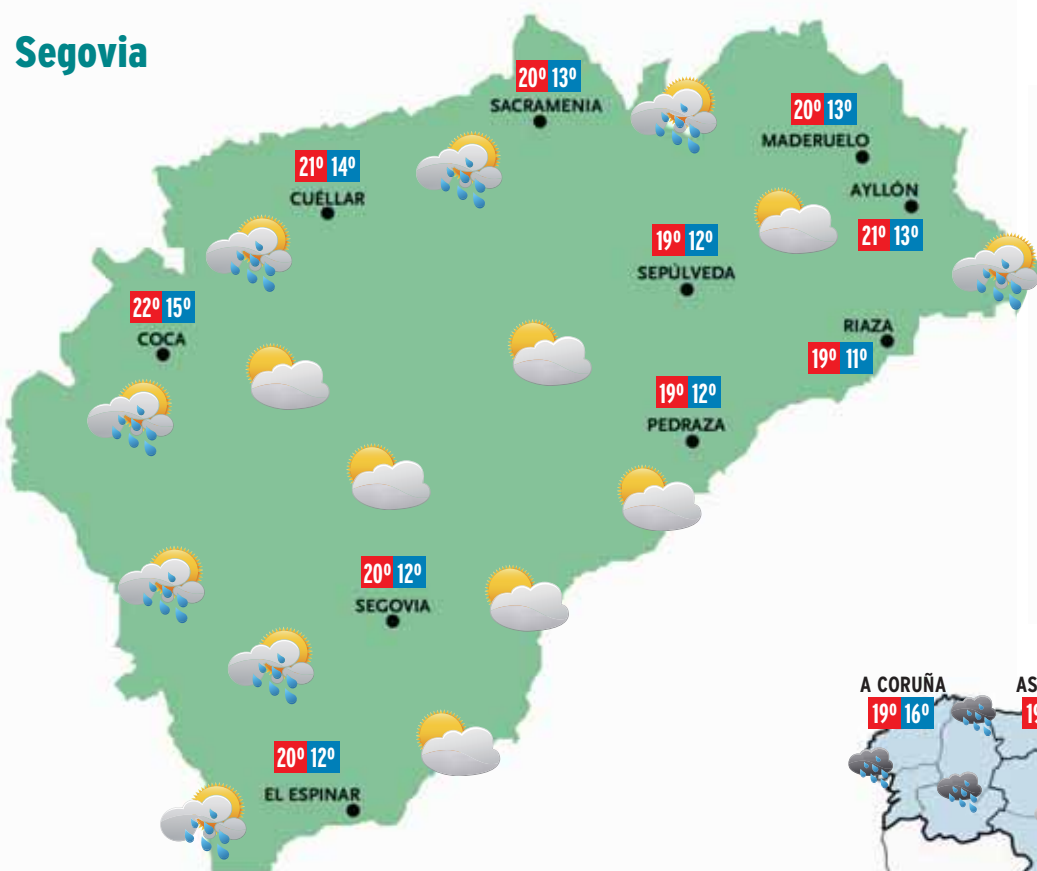 Segovia
20º 13º
SACRAMENIA
20º 13º
MADERUELO
21º 14º
CUÉLLAR
AYLLÓN
21º 13º
19º 12º
SEPÚLVEDA
22º 15º
COCA
RIAZA
19º 11º
19º 12º
PEDRAZA
20º 12º
SEGOVIA
20º 12º
EL ESPINAR
A CORUÑA
19º 16º
AS
19